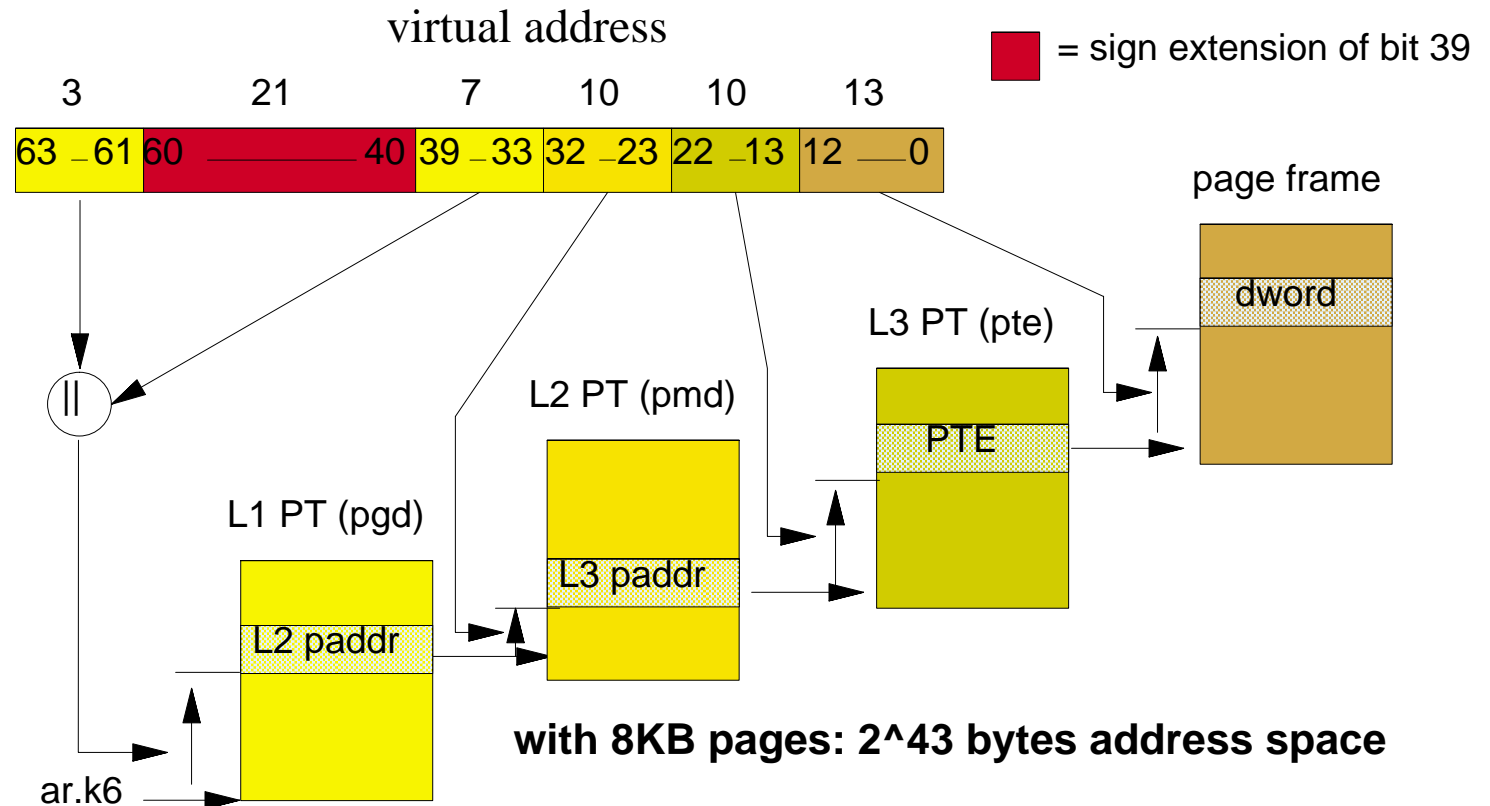 virtual address
= sign extension of bit 39
3 21 7 10 10 13
63 61 60 40 39 33 32 23 22 13 12 0
page frame
dword
L3 PT (pte)
PTE
||
L2 PT (pmd)
L3 paddr
L1 PT (pgd)
L2 paddr
with 8KB pages: 2^43 bytes address space
ar.k6